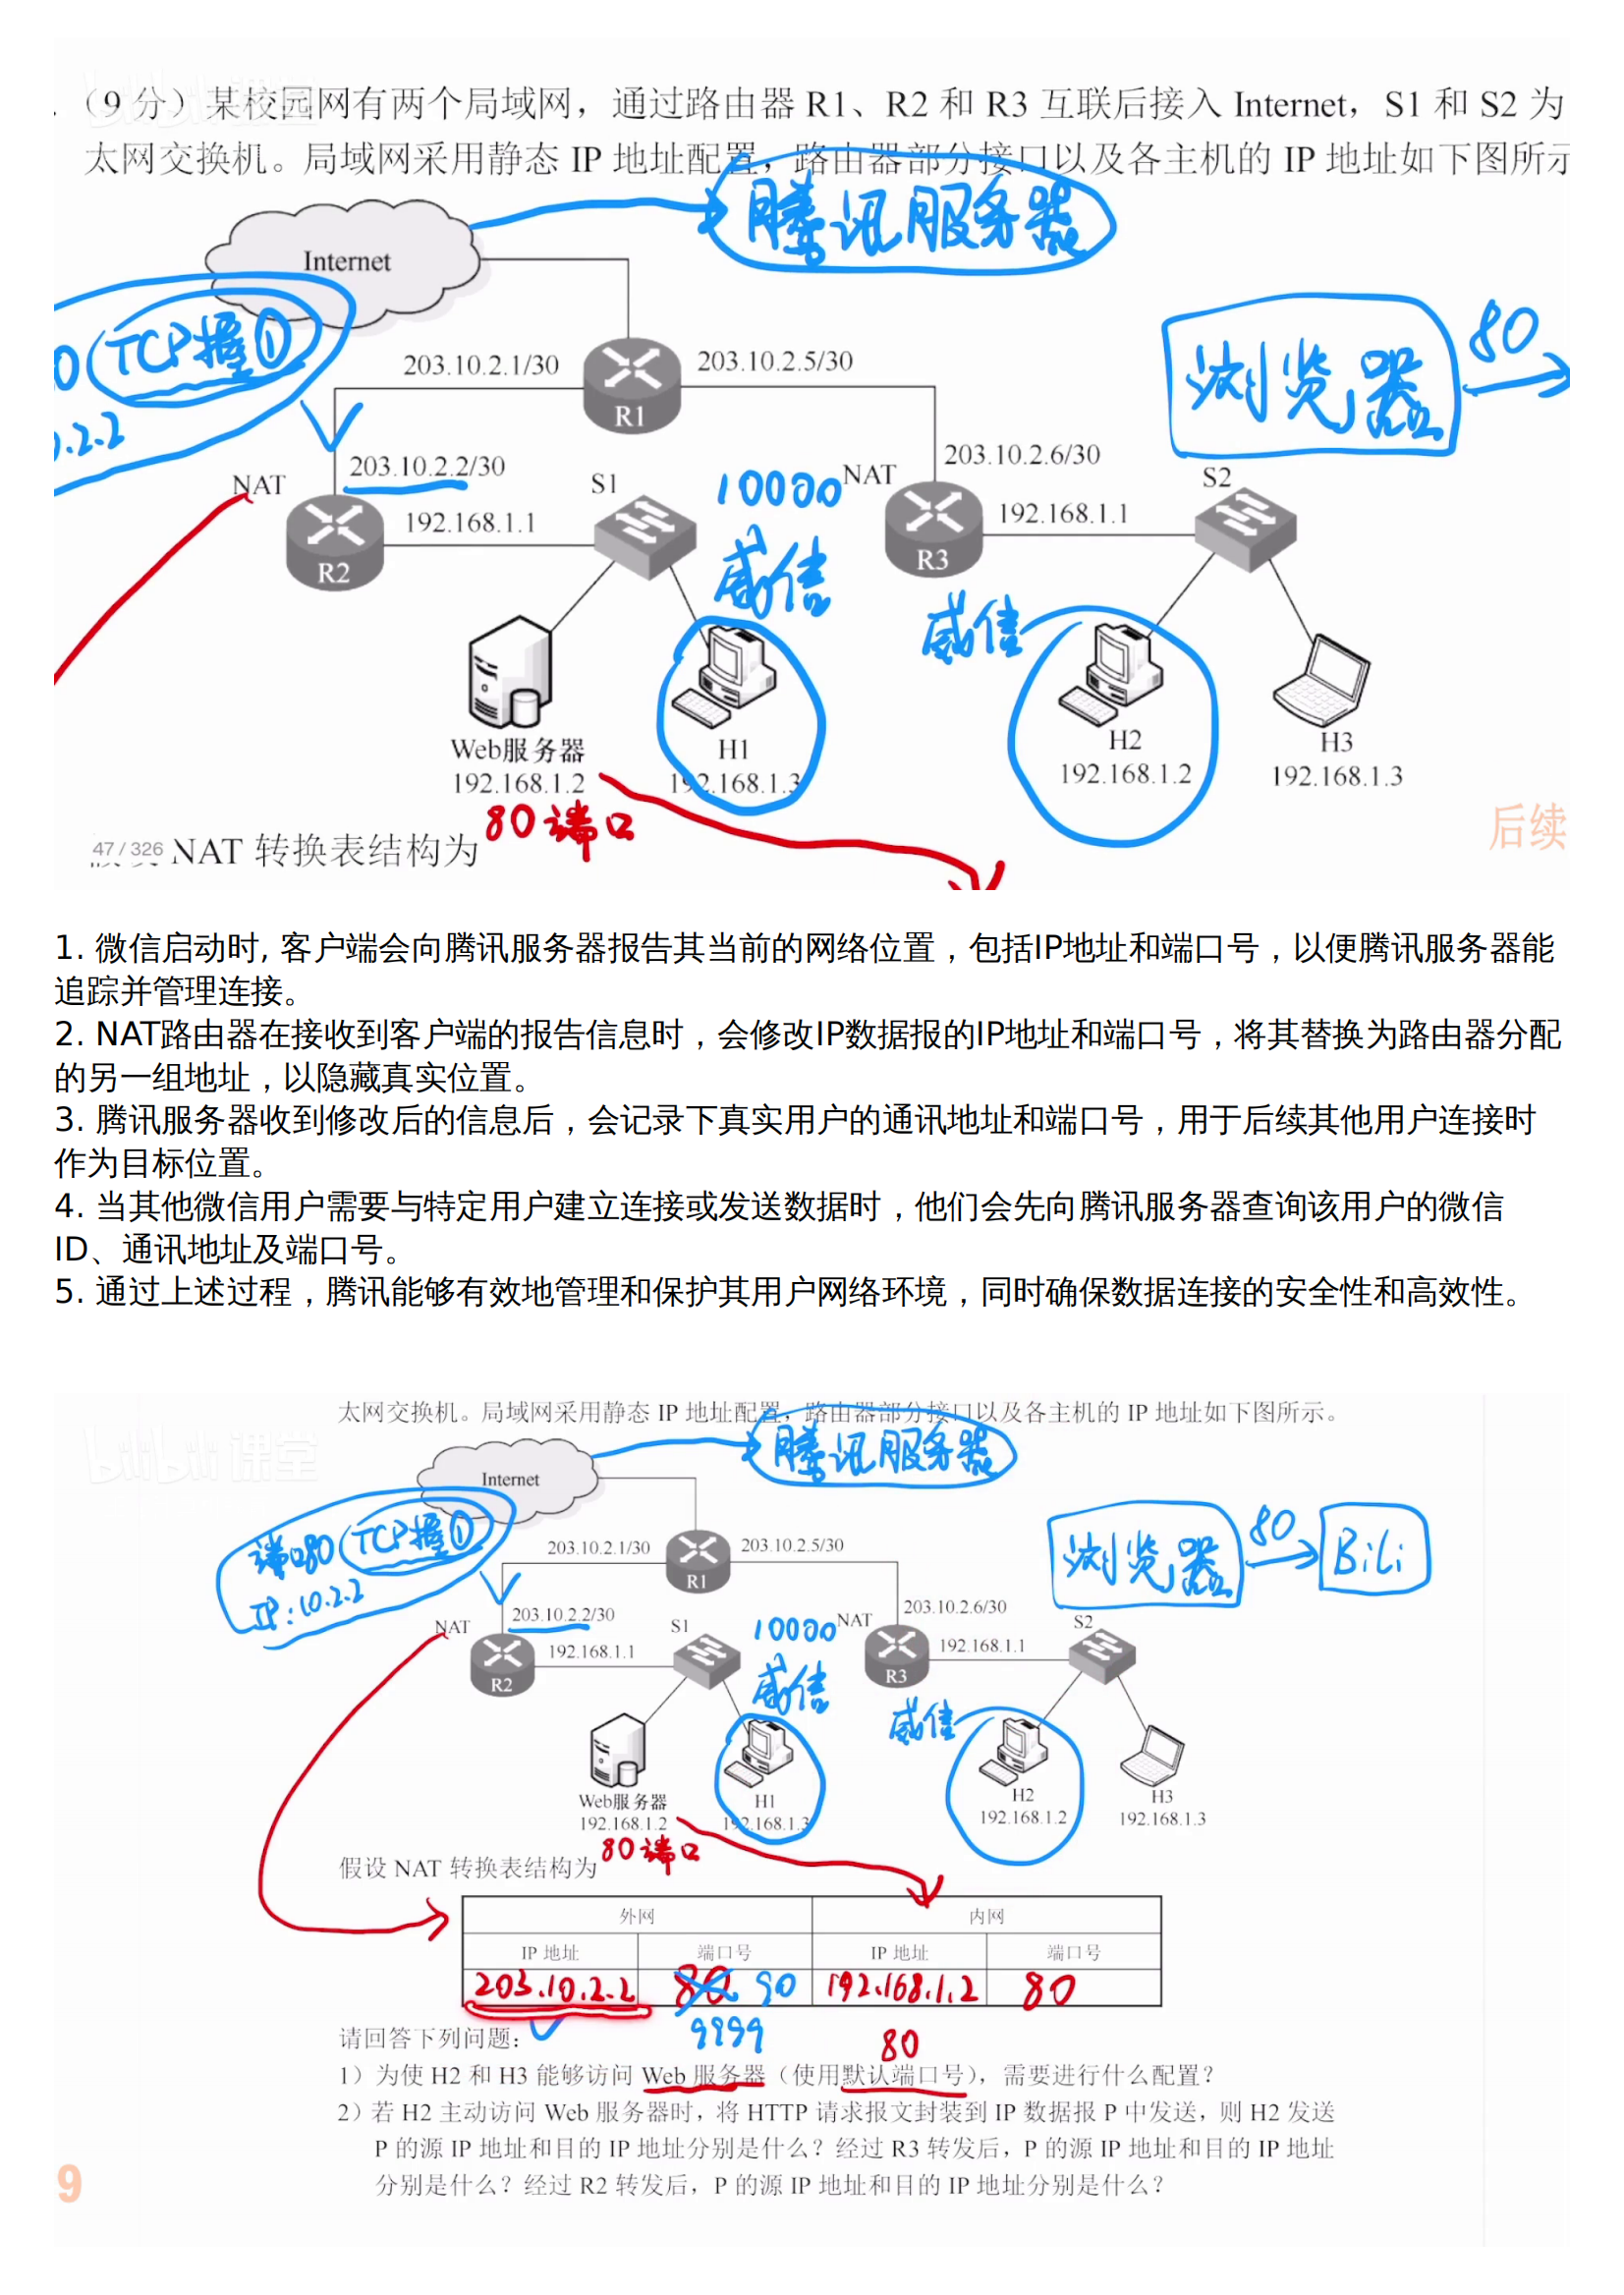 .（9 分）某校园网有两个局域网，通过路由器 R1、R2 和 R3 互联后接入 Internet，S1 和 S2 为
太网交换机。局域网采用静态 IP 地址配置，路由器部分接口以及各主机的 IP 地址如下图所示
腾讯服务器
Internet
0 TCP握①
.2.2
203.10.2.1/30
203.10.2.5/30
R1
浏览器
80
203.10.2.2/30
203.10.2.6/30
NAT
S1
10000
NAT
S2
192.168.1.1
192.168.1.1
R2
R3
威信
威信
Web服务器
192.168.1.2
H1
192.168.1.3
H2
192.168.1.2
H3
192.168.1.3
80端口
后续
47 / 326
NAT 转换表结构为
1. 微信启动时, 客户端会向腾讯服务器报告其当前的网络位置，包括IP地址和端口号，以便腾讯服务器能
追踪并管理连接。
2. NAT路由器在接收到客户端的报告信息时，会修改IP数据报的IP地址和端口号，将其替换为路由器分配
的另一组地址，以隐藏真实位置。
3. 腾讯服务器收到修改后的信息后，会记录下真实用户的通讯地址和端口号，用于后续其他用户连接时
作为目标位置。
4. 当其他微信用户需要与特定用户建立连接或发送数据时，他们会先向腾讯服务器查询该用户的微信
ID、通讯地址及端口号。
5. 通过上述过程，腾讯能够有效地管理和保护其用户网络环境，同时确保数据连接的安全性和高效性。
太网交换机。局域网采用静态 IP 地址配置，路由器部分接口以及各主机的 IP 地址如下图所示。
bilibili 课堂
腾讯服务器
Internet
端口80 TCP握①
IP:10.2.2
203.10.2.1/30
203.10.2.5/30
R1
浏览器
80
BiLi
203.10.2.2/30
203.10.2.6/30
NAT
S1
10000
NAT
S2
192.168.1.1
192.168.1.1
R2
R3
威信
威信
Web服务器
192.168.1.2
H1
192.168.1.3
H2
192.168.1.2
H3
192.168.1.3
80端口
假设 NAT 转换表结构为
外网 内网
IP 地址 端口号 IP 地址 端口号
203.10.2.2 80 90 192.168.1.2 80
9999
80
请回答下列问题：
1）为使 H2 和 H3 能够访问 Web 服务器（使用默认端口号），需要进行什么配置？
2）若 H2 主动访问 Web 服务器时，将 HTTP 请求报文封装到 IP 数据报 P 中发送，则 H2 发送
P 的源 IP 地址和目的 IP 地址分别是什么？经过 R3 转发后，P 的源 IP 地址和目的 IP 地址
分别是什么？经过 R2 转发后，P 的源 IP 地址和目的 IP 地址分别是什么？
9